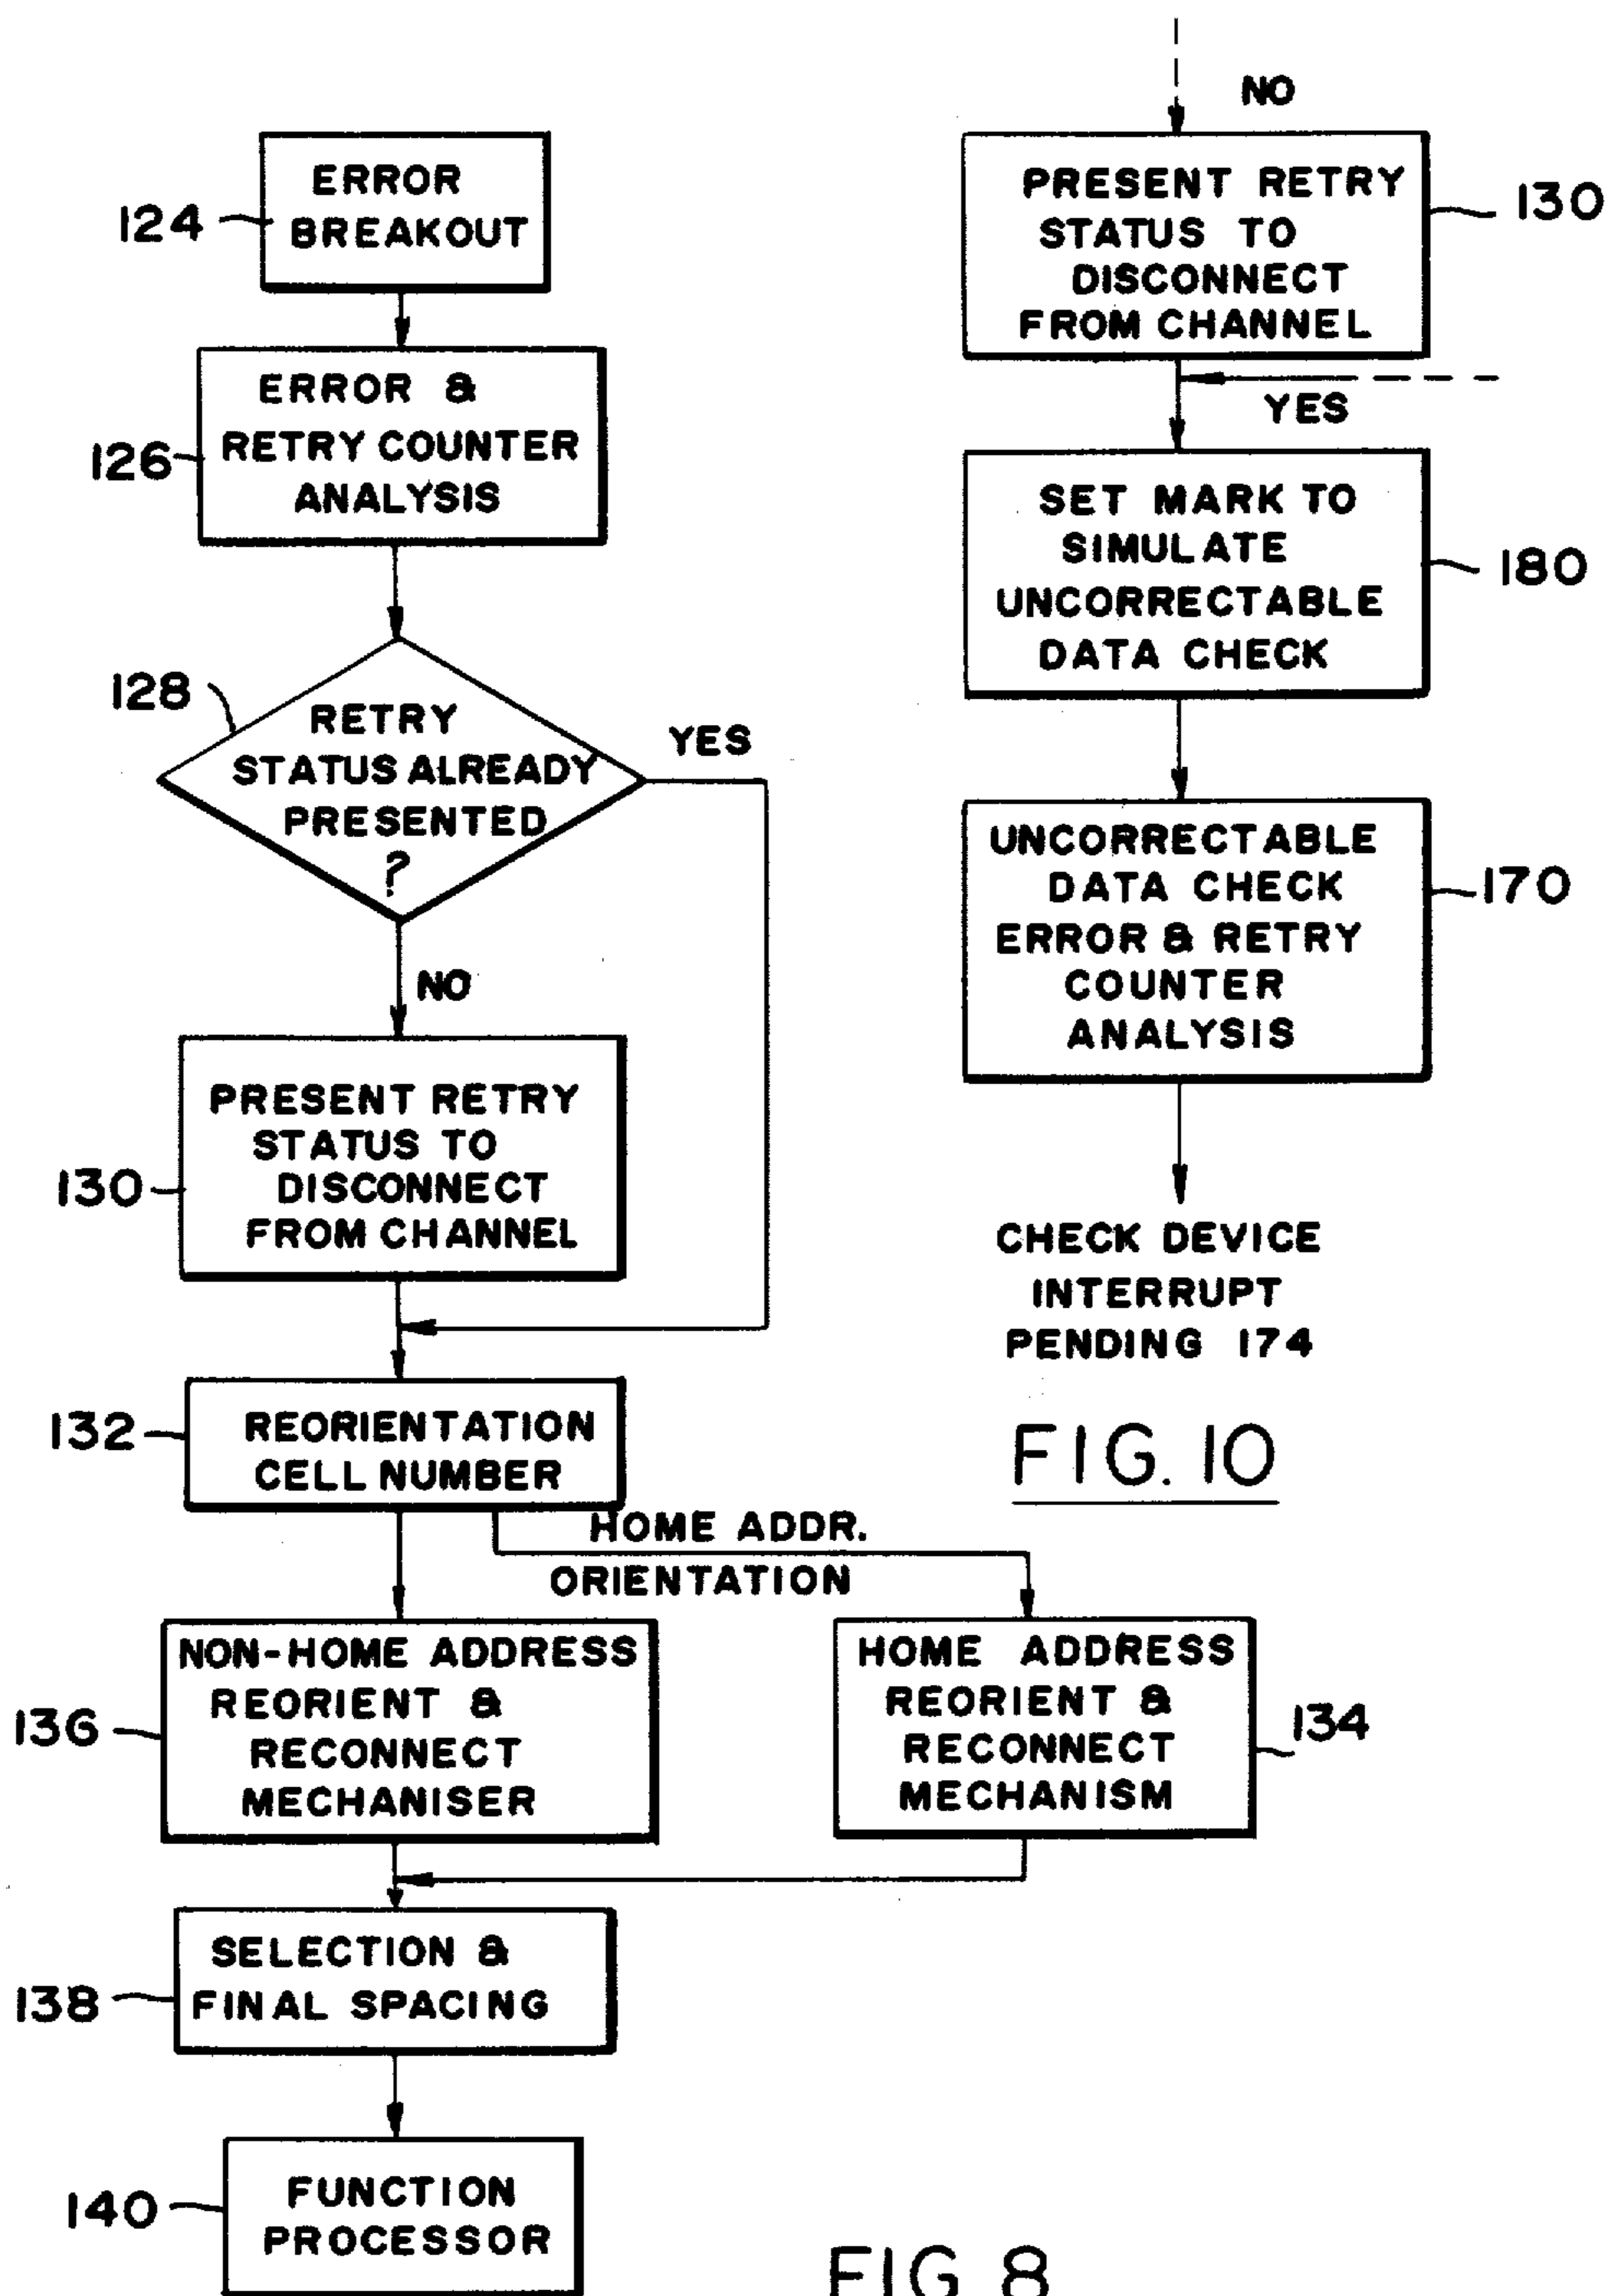 ERROR
BREAKOUT
124
ERROR &
RETRY COUNTER
ANALYSIS
126
128
RETRY
STATUS ALREADY
PRESENTED
?
YES
NO
PRESENT RETRY
STATUS TO
DISCONNECT
FROM CHANNEL
130
REORIENTATION
CELL NUMBER
132
HOME ADDR.
ORIENTATION
NON-HOME ADDRESS
REORIENT &
RECONNECT
MECHANISER
136
HOME ADDRESS
REORIENT &
RECONNECT
MECHANISM
134
SELECTION &
FINAL SPACING
138
FUNCTION
PROCESSOR
140
FIG. 8
NO
PRESENT RETRY
STATUS TO
DISCONNECT
FROM CHANNEL
130
YES
SET MARK TO
SIMULATE
UNCORRECTABLE
DATA CHECK
180
UNCORRECTABLE
DATA CHECK
ERROR & RETRY
COUNTER
ANALYSIS
170
CHECK DEVICE
INTERRUPT
PENDING 174
FIG. 10